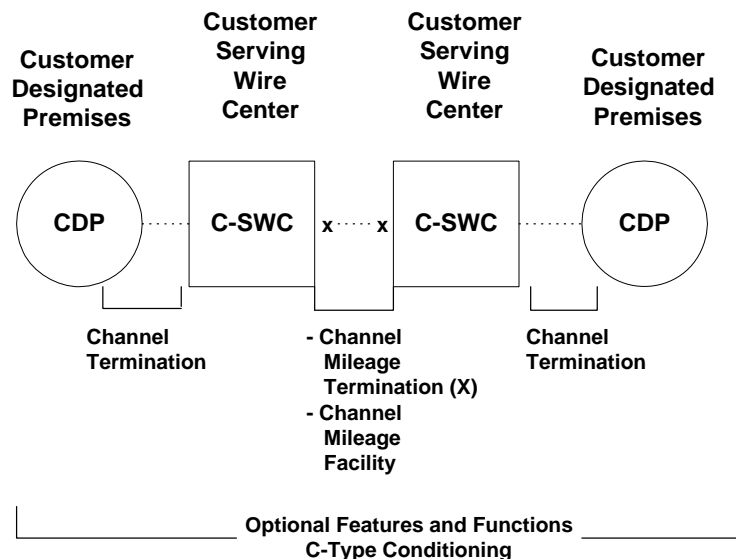 Customer
Designated
Premises
Customer
Serving
Wire
Center
Customer
Serving
Wire
Center
Customer
Designated
Premises
CDP
C-SWC
x
x
C-SWC
CDP
Channel
Termination
- Channel
Mileage
Termination (X)
- Channel
Mileage
Facility
Channel
Termination
Optional Features and Functions
C-Type Conditioning